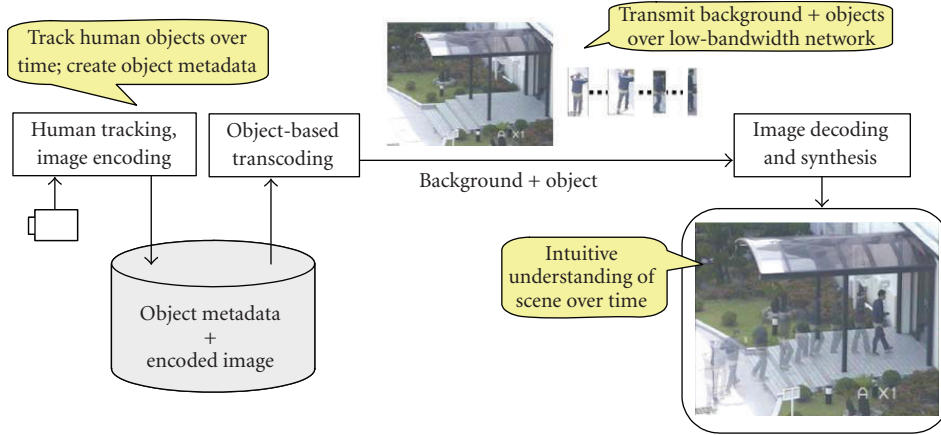 Track human objects over
time; create object metadata
Transmit background + objects
over low-bandwidth network
A X1
Human tracking,
image encoding
Object-based
transcoding
Image decoding
and synthesis
Background + object
Intuitive
understanding of
scene over time
Object metadata
+
encoded image
A X1